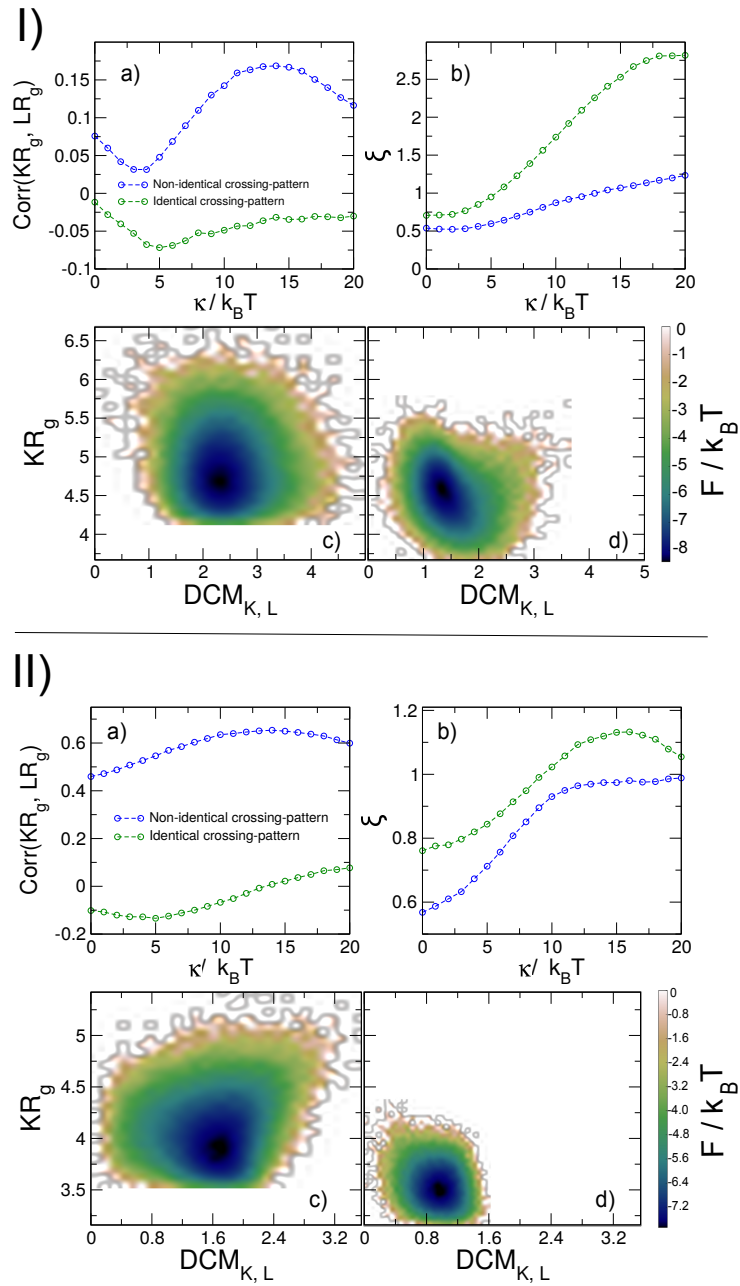 I)
a)
b)
Corr(KR_g, LR_g)
0.15
0.1
0.05
0
-0.05
-0.1
Non-identical crossing-pattern
Identical crossing-pattern
0 5 10 15 20
κ / k_BT
ξ
2.5
2
1.5
1
0.5
0
0 5 10 15 20
κ / k_BT
KR_g
6.5
6
5.5
5
4.5
4
c)
0 1 2 3 4
DCM_K, L
d)
0 1 2 3 4 5
DCM_K, L
0
-1
-2
-3
-4
-5
-6
-7
-8
F / k_BT
II)
a)
b)
Corr(KR_g, LR_g)
0.6
0.4
0.2
0
-0.2
Non-identical crossing-pattern
Identical crossing-pattern
0 5 10 15 20
κ/ k_BT
ξ
1.2
1
0.8
0.6
0 5 10 15 20
κ/ k_BT
KR_g
5
4.5
4
3.5
c)
0 0.8 1.6 2.4 3.2
DCM_K, L
d)
0 0.8 1.6 2.4 3.2
DCM_K, L
0
-0.8
-1.6
-2.4
-3.2
-4
-4.8
-5.6
-6.4
-7.2
F / k_BT